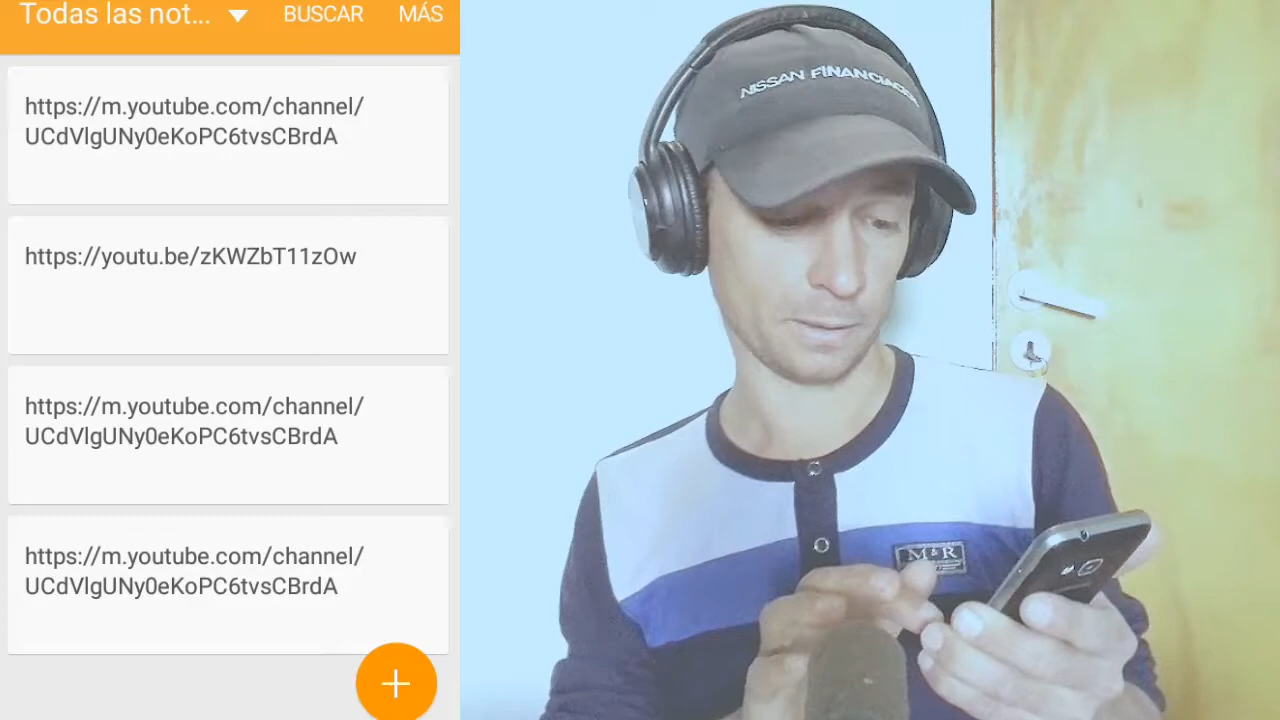 Todas las not...
BUSCAR
MÁS
https://m.youtube.com/channel/
UCdVlgUNy0eKoPC6tvsCBrdA
https://youtu.be/zKWZbT11zOw
https://m.youtube.com/channel/
UCdVlgUNy0eKoPC6tvsCBrdA
https://m.youtube.com/channel/
UCdVlgUNy0eKoPC6tvsCBrdA
NISSAN FINANCIACIÓN
M&R